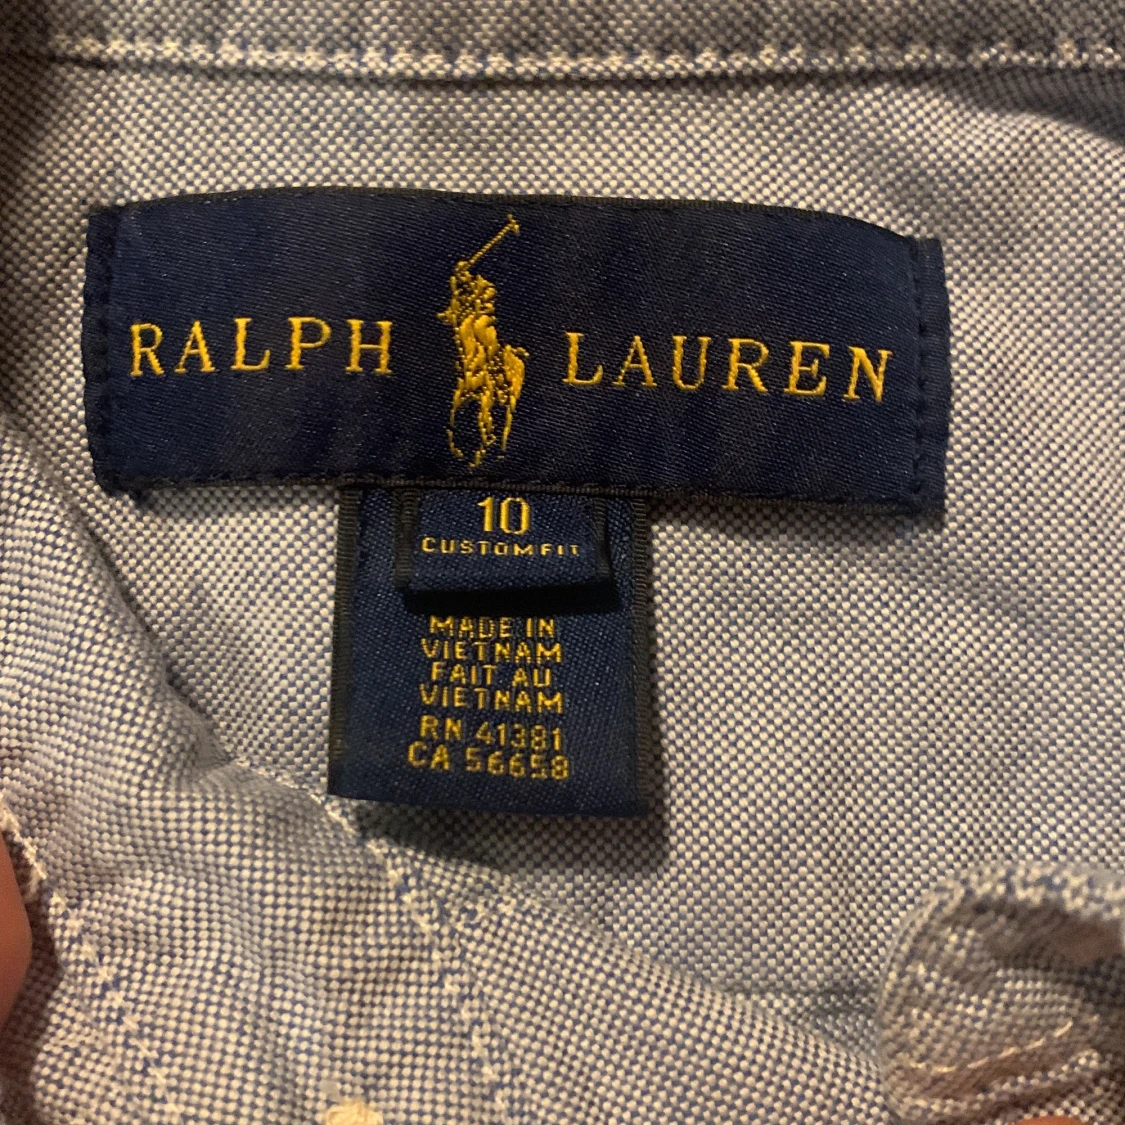 RALPH LAUREN
10
CUSTOM FIT
MADE IN
VIETNAM
FAIT AU
VIETNAM
RN 41381
CA 56658